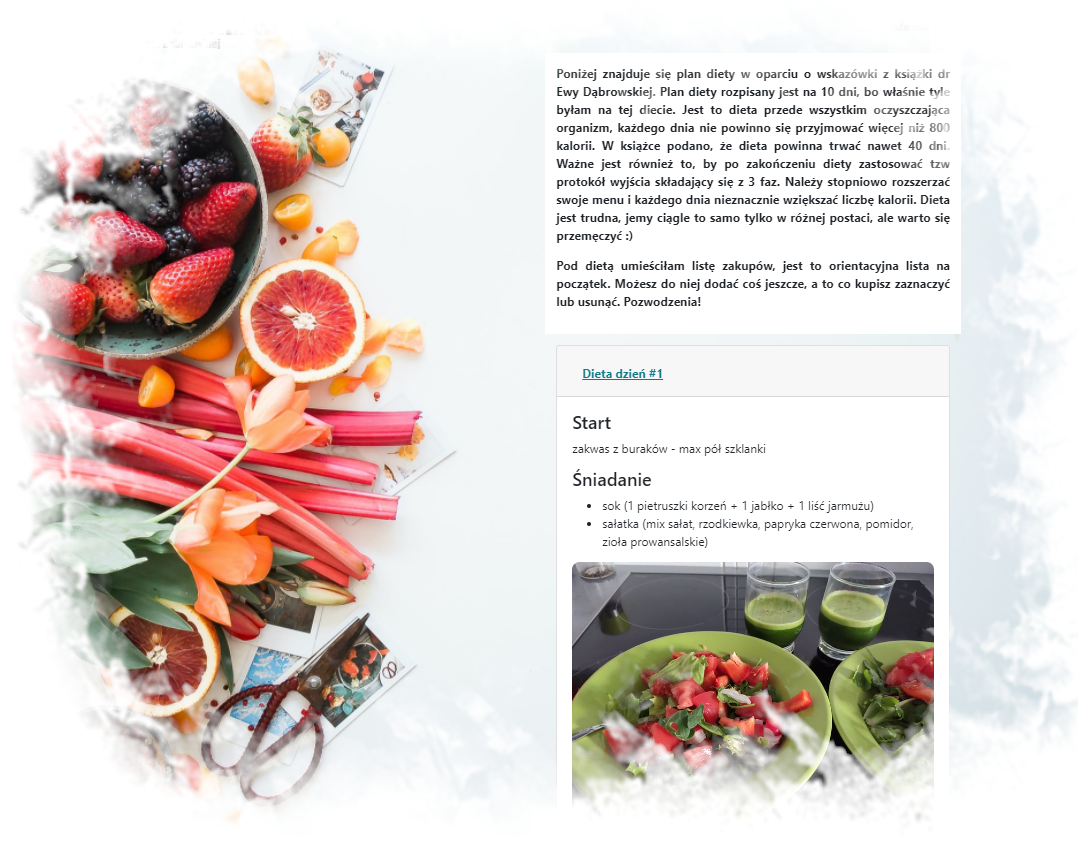 Poniżej znajduje się plan diety w oparciu o wskazówki z książki dr
Ewy Dąbrowskiej. Plan diety rozpisany jest na 10 dni, bo właśnie tyle
byłam na tej diecie. Jest to dieta przede wszystkim oczyszczająca
organizm, każdego dnia nie powinno się przyjmować więcej niż 800
kalorii. W książce podano, że dieta powinna trwać nawet 40 dni.
Ważne jest również to, by po zakończeniu diety zastosować tzw
protokół wyjścia składający się z 3 faz. Należy stopniowo rozszerzać
swoje menu i każdego dnia nieznacznie wziększać liczbę kalorii. Dieta
jest trudna, jemy ciągle to samo tylko w różnej postaci, ale warto się
przemęczyć :)
Pod dietą umieściłam listę zakupów, jest to orientacyjna lista na
początek. Możesz do niej dodać coś jeszcze, a to co kupisz zaznaczyć
lub usunąć. Pozwodzenia!
Dieta dzień #1
Start
zakwas z buraków - max pół szklanki
Śniadanie
sok (1 pietruszki korzeń + 1 jabłko + 1 liść jarmużu)
sałatka (mix sałat, rzodkiewka, papryka czerwona, pomidor,
zioła prowansalskie)